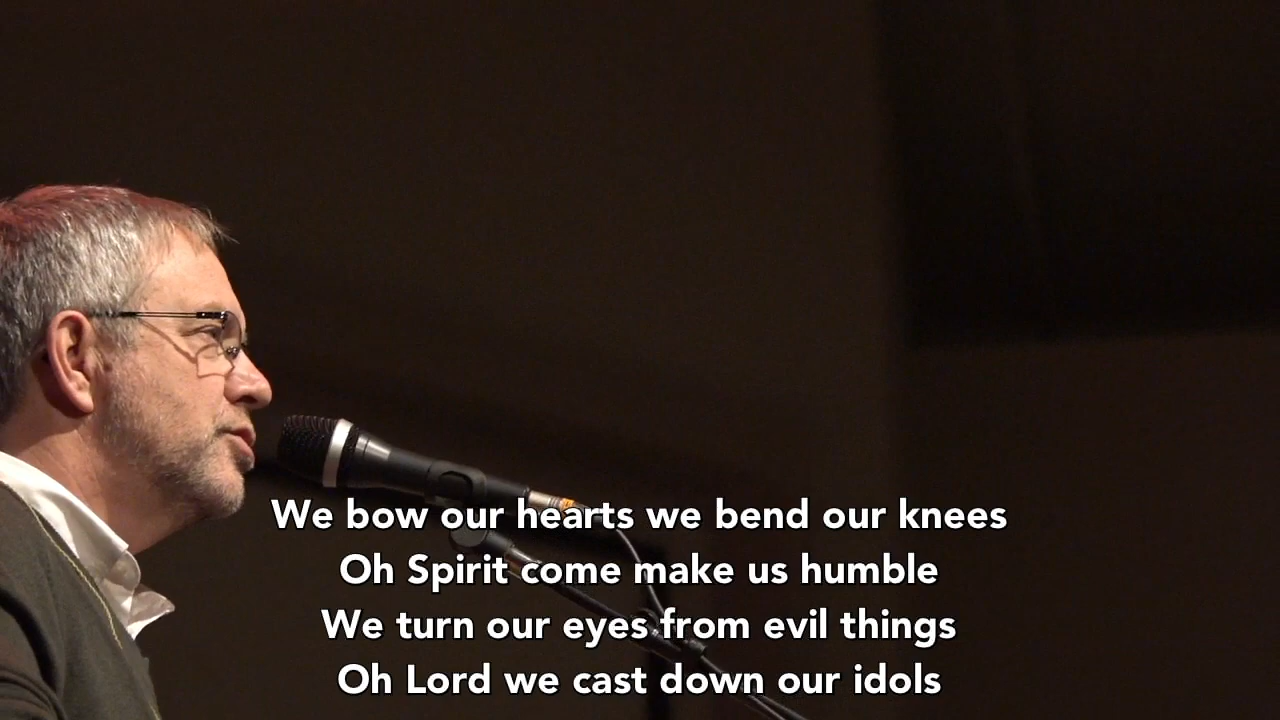 We bow our hearts we bend our knees
Oh Spirit come make us humble
We turn our eyes from evil things
Oh Lord we cast down our idols